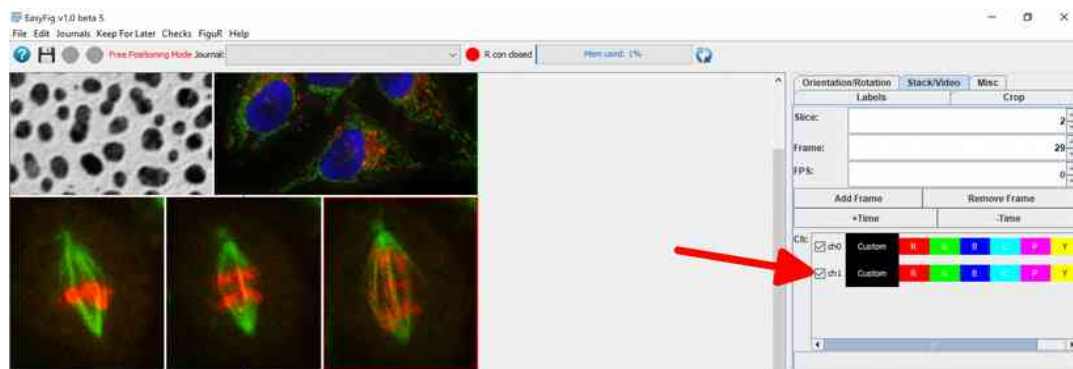 EasyFig v1.0 beta 5
File Edit Journals Keep For Later Checks FiguR Help
Free Positioning Mode Journal: R con closed Mem used: 1%
Orientation/Rotation Stack/Video Misc
Labels Crop
Slice: 2
Frame: 29
FPS: 0
Add Frame Remove Frame
+Time -Time
ch0 Custom R G B C P Y
ch1 Custom R G B C P Y